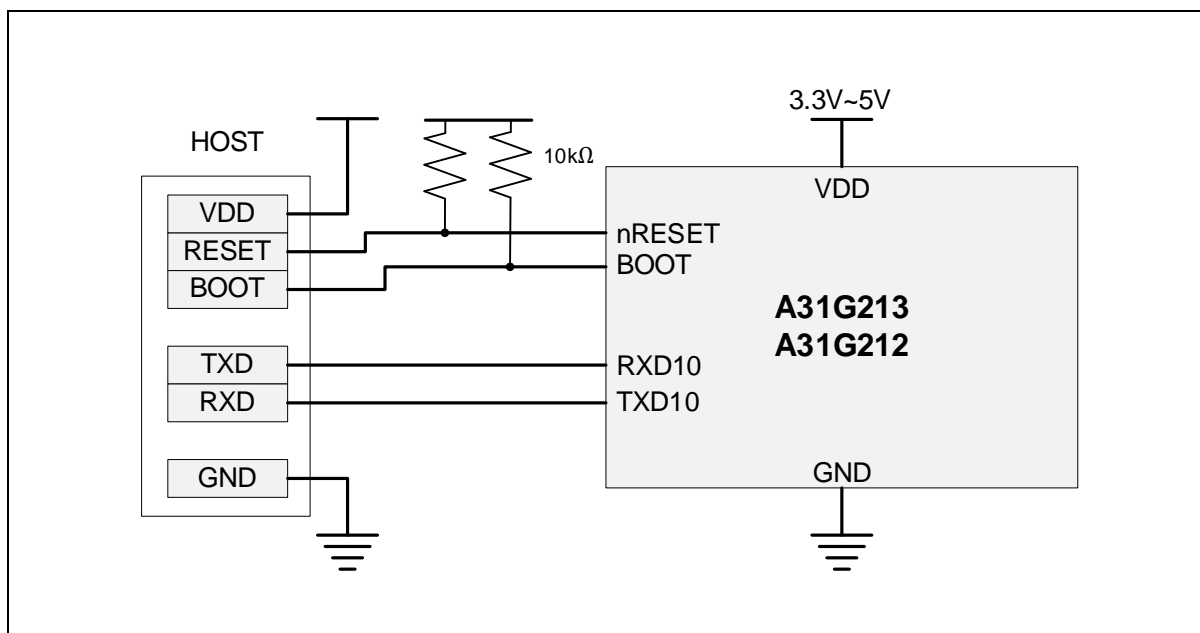 HOST
VDD
RESET
BOOT
TXD
RXD
GND
10kΩ
3.3V~5V
VDD
nRESET
BOOT
A31G213
A31G212
RXD10
TXD10
GND